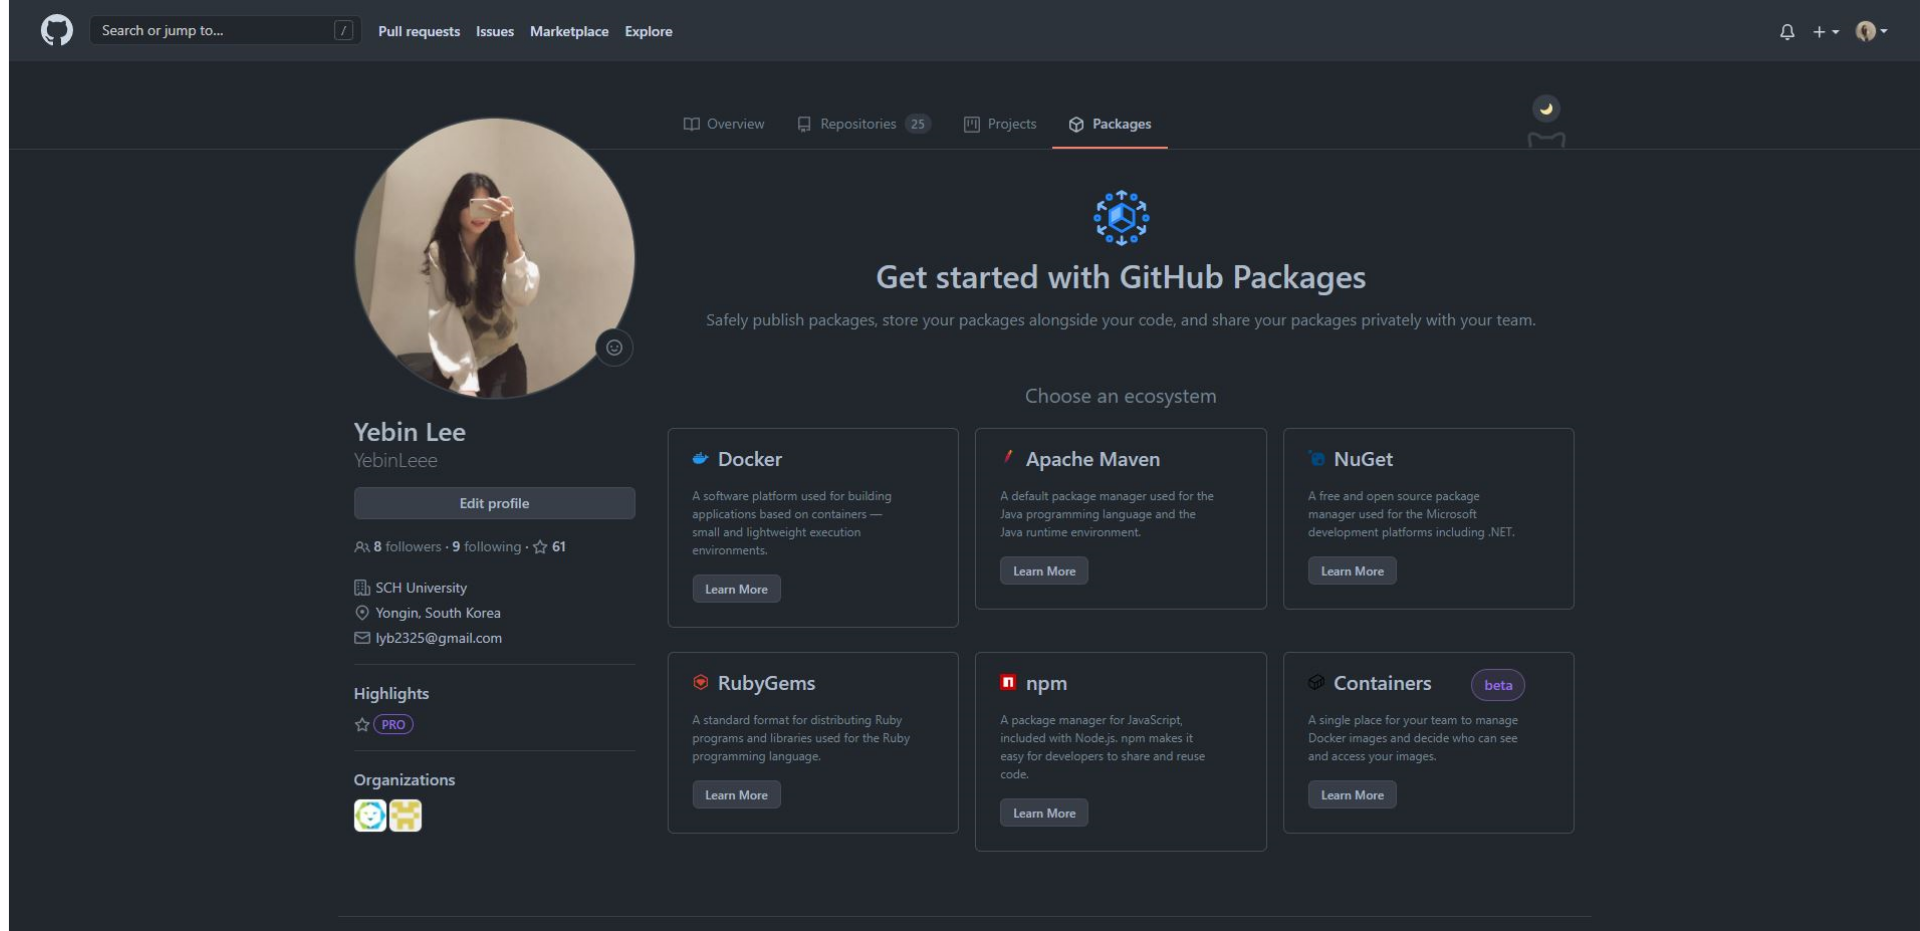 Search or jump to...
/
Pull requests
Issues
Marketplace
Explore
Overview
Repositories 25
Projects
Packages
Yebin Lee
YebinLeee
Edit profile
8 followers · 9 following · 61
SCH University
Yongin, South Korea
lyb2325@gmail.com
Highlights
PRO
Organizations
Get started with GitHub Packages
Safely publish packages, store your packages alongside your code, and share your packages privately with your team.
Choose an ecosystem
Docker
A software platform used for building
applications based on containers —
small and lightweight execution
environments.
Learn More
Apache Maven
A default package manager used for the
Java programming language and the
Java runtime environment.
Learn More
NuGet
A free and open source package
manager used for the Microsoft
development platforms including .NET.
Learn More
RubyGems
A standard format for distributing Ruby
programs and libraries used for the Ruby
programming language.
Learn More
npm
A package manager for JavaScript,
included with Node.js. npm makes it
easy for developers to share and reuse
code.
Learn More
Containers beta
A single place for your team to manage
Docker images and decide who can see
and access your images.
Learn More